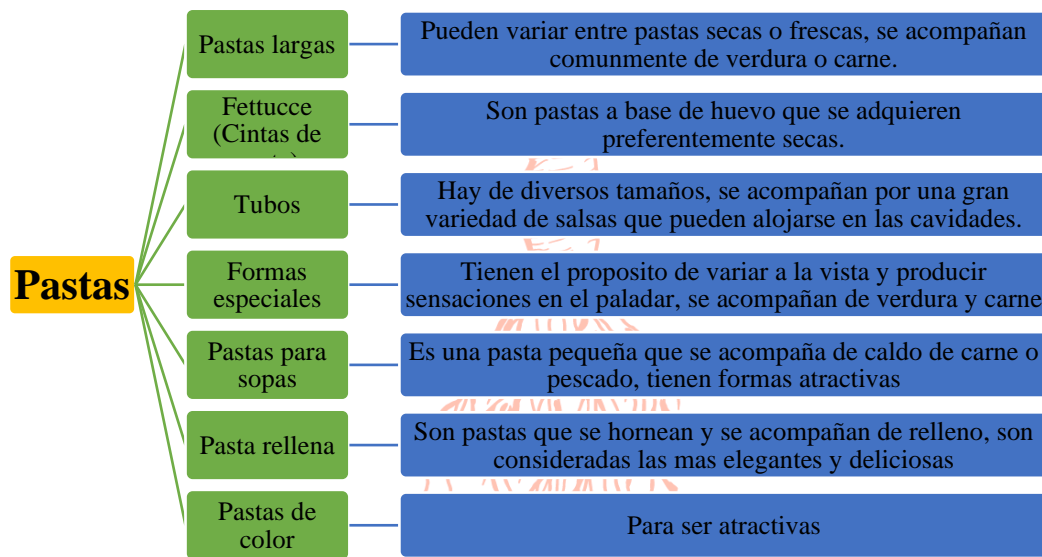 Pastas
Pastas largas
Pueden variar entre pastas secas o frescas, se acompañan
comunmente de verdura o carne.
Fettucce
(Cintas de
Son pastas a base de huevo que se adquieren
preferentemente secas.
Tubos
Hay de diversos tamaños, se acompañan por una gran
variedad de salsas que pueden alojarse en las cavidades.
Formas
especiales
Tienen el proposito de variar a la vista y producir
sensaciones en el paladar, se acompañan de verdura y carne
Pastas para
sopas
Es una pasta pequeña que se acompaña de caldo de carne o
pescado, tienen formas atractivas
Pasta rellena
Son pastas que se hornean y se acompañan de relleno, son
consideradas las mas elegantes y deliciosas
Pastas de
color
Para ser atractivas